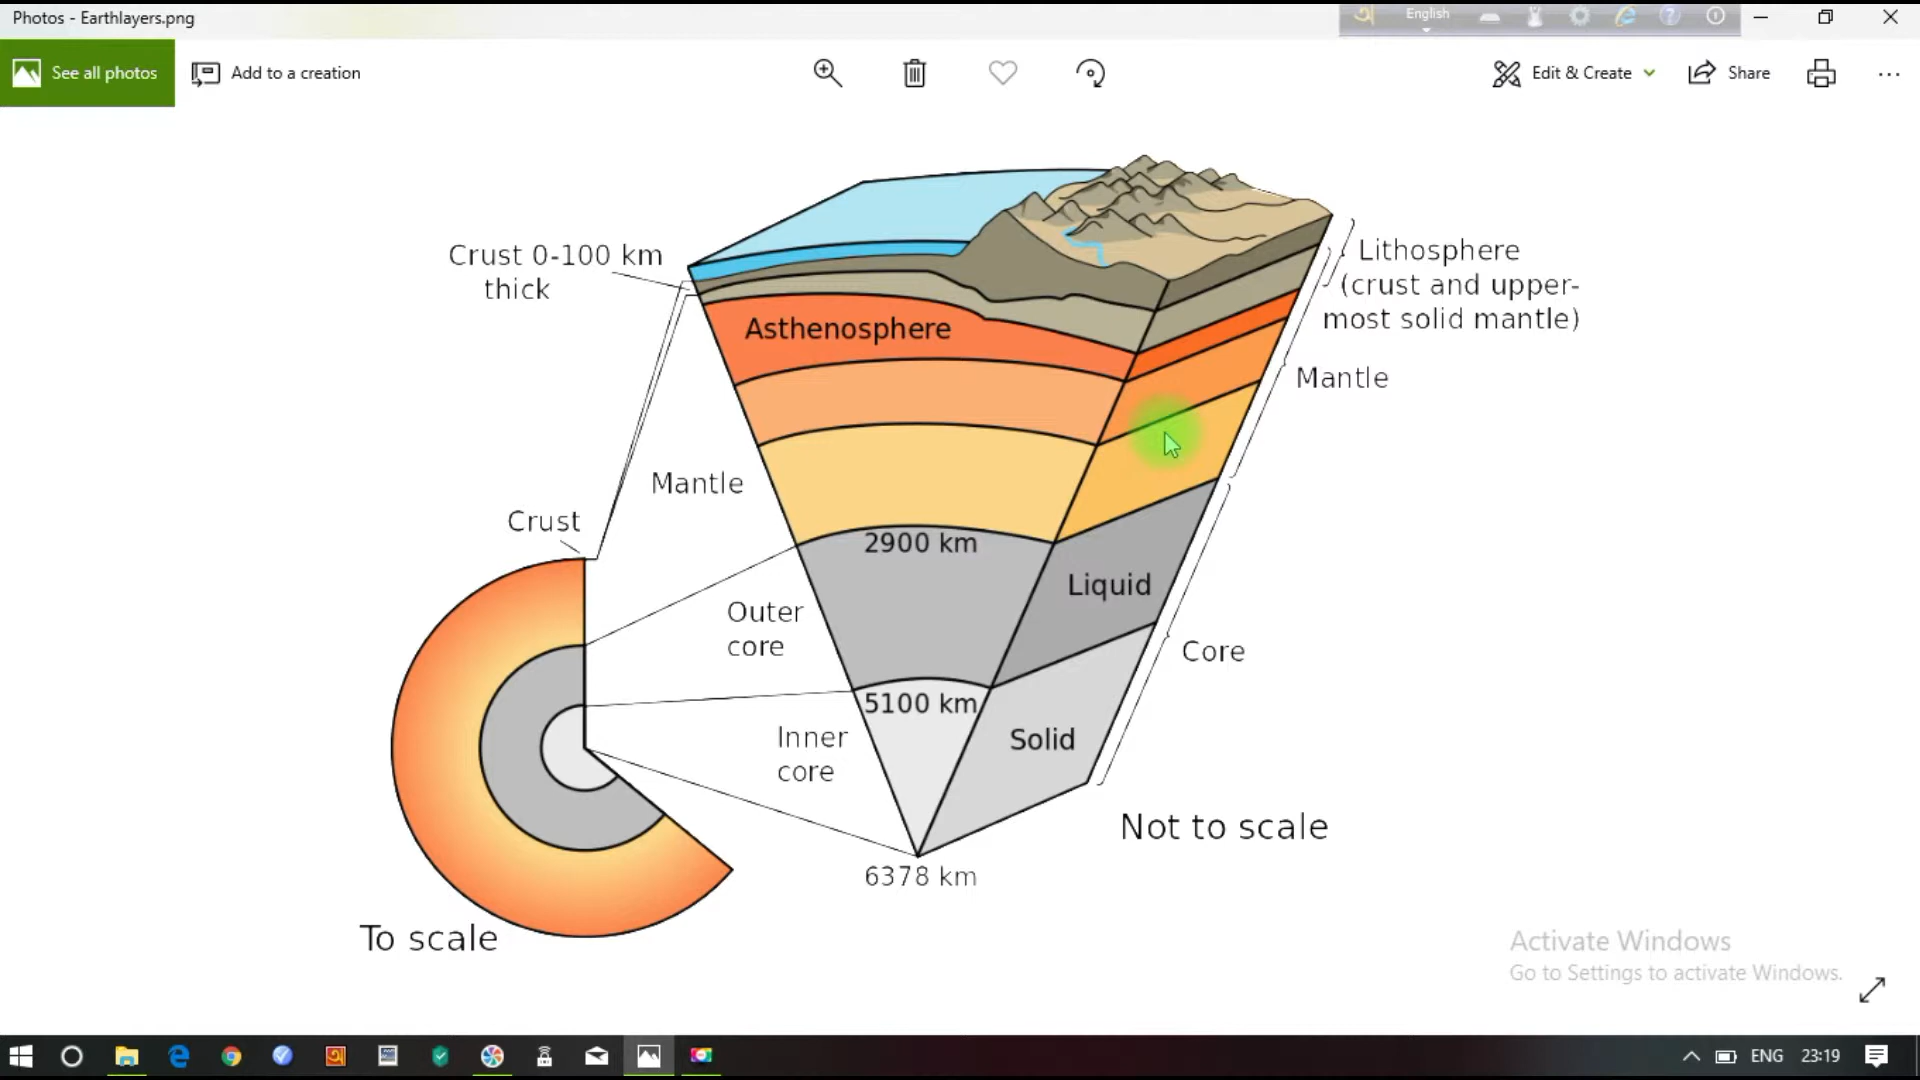 Photos - Earthlayers.png
English
See all photos
Add to a creation
Edit & Create
Share
Crust 0-100 km
thick
Lithosphere
(crust and upper-
most solid mantle)
Asthenosphere
Mantle
Mantle
Crust
2900 km
Liquid
Outer
core
Core
5100 km
Inner
core
Solid
Not to scale
6378 km
To scale
Activate Windows
Go to Settings to activate Windows.
ENG
23:19